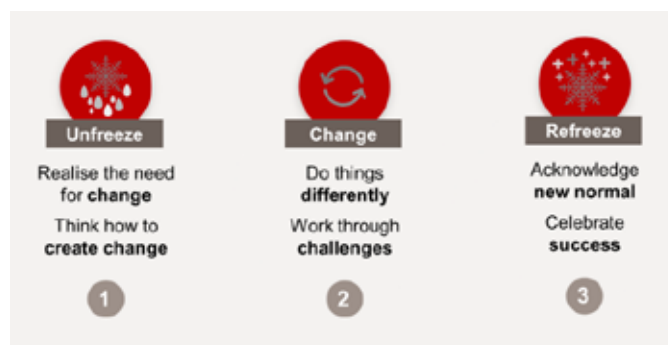 Unfreeze
Realise the need
for change
Think how to
create change
1
Change
Do things
differently
Work through
challenges
2
Refreeze
Acknowledge
new normal
Celebrate
success
3